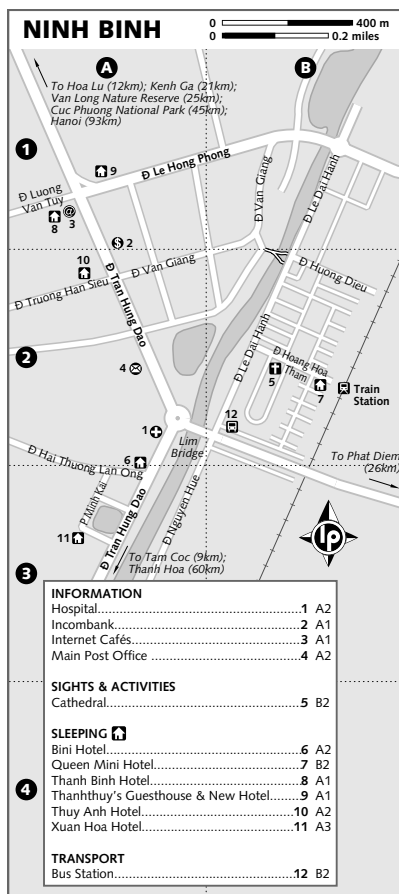 NINH BINH
0 400 m
0 0.2 miles
A
B
To Hoa Lu (12km); Kenh Ga (21km);
Van Long Nature Reserve (25km);
Cuc Phuong National Park (45km);
Hanoi (93km)
1
9
Đ Le Hong Phong
Đ Luong
Van Tuy
@
8
3
Đ Van Giang
Đ Le Dai Hanh
$ 2
10
Đ Van Giang
Đ Truong Han Sieu
Đ Tran Hung Dao
Đ Huong Dieu
2
4
Đ Le Dai Hanh
Đ Hoang Hoa
Tham
5
7
Train
Station
1
12
Lim
Bridge
Đ Hai Thuong Lan Ong
6
To Phat Diem
(26km)
P Minh Kai
Đ Tran Hung Dao
Đ Nguyen Hue
11
lp
To Tam Coc (9km);
Thanh Hoa (60km)
3
INFORMATION
Hospital..........................................................1 A2
Incombank.....................................................2 A1
Internet Cafés.................................................3 A1
Main Post Office ............................................4 A2
SIGHTS & ACTIVITIES
Cathedral.......................................................5 B2
SLEEPING
Bini Hotel.......................................................6 A2
Queen Mini Hotel...........................................7 B2
Thanh Binh Hotel...........................................8 A1
Thanhthuy's Guesthouse & New Hotel............9 A1
Thuy Anh Hotel............................................10 A2
Xuan Hoa Hotel............................................11 A3
4
TRANSPORT
Bus Station...................................................12 B2